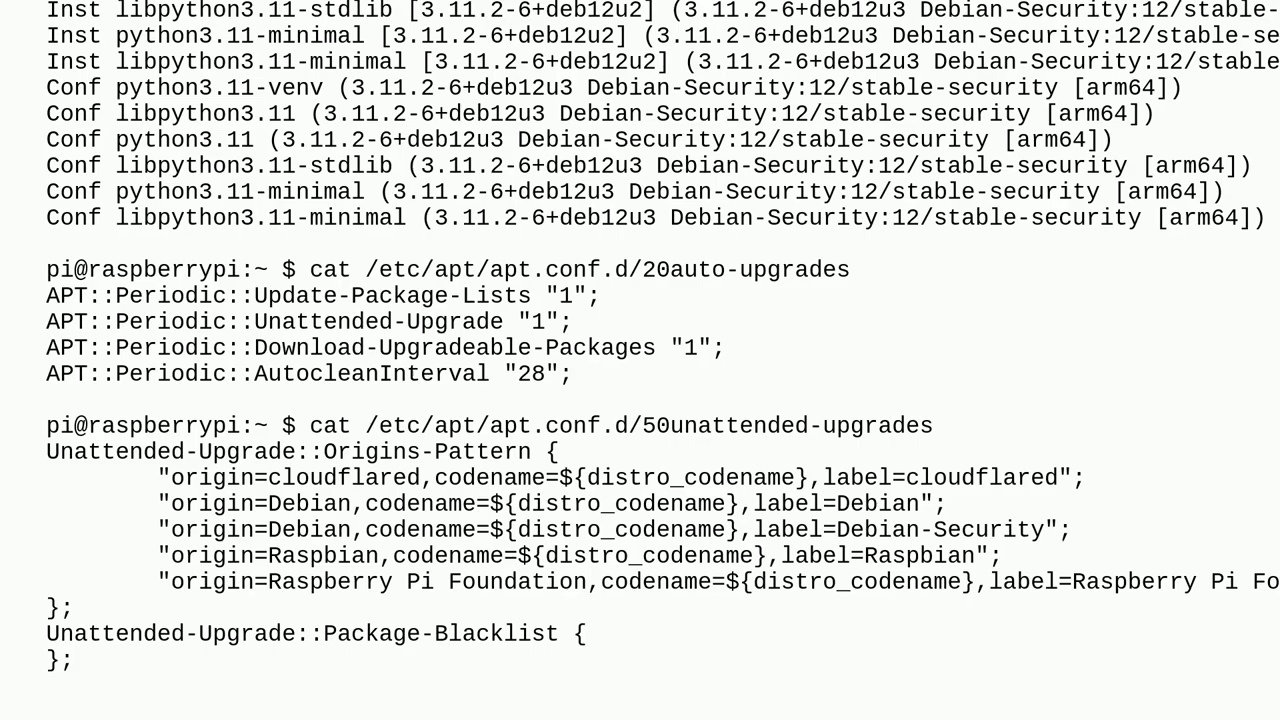 Inst libpython3.11-stdlib [3.11.2-6+deb12u2] (3.11.2-6+deb12u3 Debian-Security:12/stable-
Inst python3.11-minimal [3.11.2-6+deb12u2] (3.11.2-6+deb12u3 Debian-Security:12/stable-se
Inst libpython3.11-minimal [3.11.2-6+deb12u2] (3.11.2-6+deb12u3 Debian-Security:12/stable
Conf python3.11-venv (3.11.2-6+deb12u3 Debian-Security:12/stable-security [arm64])
Conf libpython3.11 (3.11.2-6+deb12u3 Debian-Security:12/stable-security [arm64])
Conf python3.11 (3.11.2-6+deb12u3 Debian-Security:12/stable-security [arm64])
Conf libpython3.11-stdlib (3.11.2-6+deb12u3 Debian-Security:12/stable-security [arm64])
Conf python3.11-minimal (3.11.2-6+deb12u3 Debian-Security:12/stable-security [arm64])
Conf libpython3.11-minimal (3.11.2-6+deb12u3 Debian-Security:12/stable-security [arm64])
pi@raspberrypi:~ $ cat /etc/apt/apt.conf.d/20auto-upgrades
APT::Periodic::Update-Package-Lists "1";
APT::Periodic::Unattended-Upgrade "1";
APT::Periodic::Download-Upgradeable-Packages "1";
APT::Periodic::AutocleanInterval "28";
pi@raspberrypi:~ $ cat /etc/apt/apt.conf.d/50unattended-upgrades
Unattended-Upgrade::Origins-Pattern {
        "origin=cloudflared,codename=${distro_codename},label=cloudflared";
        "origin=Debian,codename=${distro_codename},label=Debian";
        "origin=Debian,codename=${distro_codename},label=Debian-Security";
        "origin=Raspbian,codename=${distro_codename},label=Raspbian";
        "origin=Raspberry Pi Foundation,codename=${distro_codename},label=Raspberry Pi Fo
};
Unattended-Upgrade::Package-Blacklist {
};